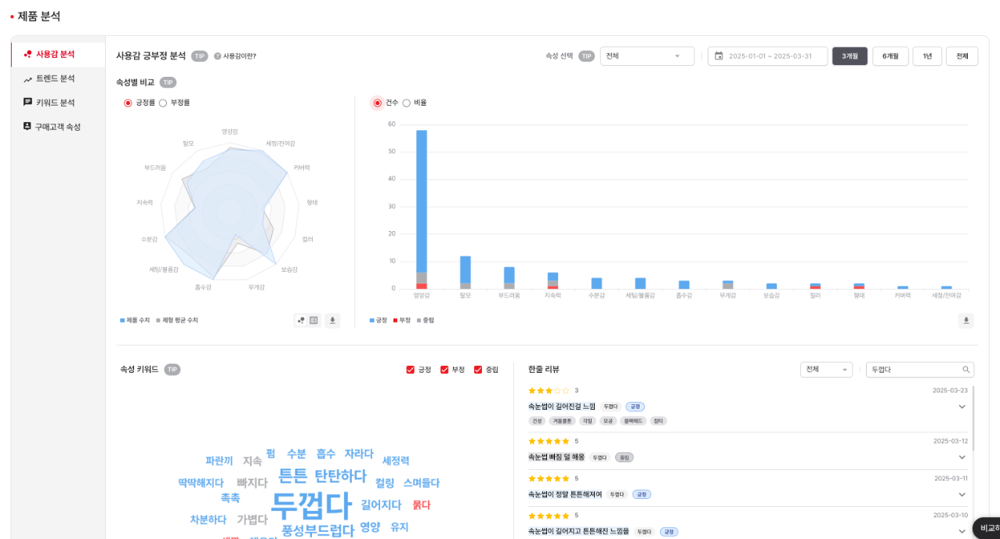 제품 분석
사용감 분석
트렌드 분석
키워드 분석
구매고객 속성
사용감 긍부정 분석 TIP ? 사용감이란?
속성 선택 TIP 전체 2025-01-01 ~ 2025-03-31 3개월 6개월 1년 전체
속성별 비교 TIP
긍정률 부정률
영양감
세정/잔여감
커버력
형태
컬러
보습감
무게감
흡수감
세팅/볼륨감
수분감
지속력
부드러움
탈모
제품 수치 제형 평균 수치
건수 비율
60
50
40
30
20
10
0
영양감 탈모 부드러움 지속력 수분감 세팅/볼륨감 흡수감 무게감 보습감 컬러 형태 커버력 세정/잔여감
긍정 부정 중립
속성 키워드 TIP 긍정 부정 중립
파란끼 지속 펌 수분 흡수 자라다 세정력
딱딱해지다 빠지다 튼튼 탄탄하다 컬링 스며들다
촉촉 두껍다 길어지다 묽다
차분하다 가볍다 풍성부드럽다 영양 유지
한줄 리뷰 전체 두껍다
3 2025-03-23
속눈썹이 길어진걸 느낌 두껍다 긍정
건성 겨울쿨톤 각질 모공 블랙헤드 잡티
5 2025-03-12
속눈썹 빠짐 덜 해용 두껍다 중립
5 2025-03-11
속눈썹이 정말 튼튼해져여 두껍다 긍정
5 2025-03-10
속눈썹이 길어지고 튼튼해진 느낌을 두껍다 긍정
비교하